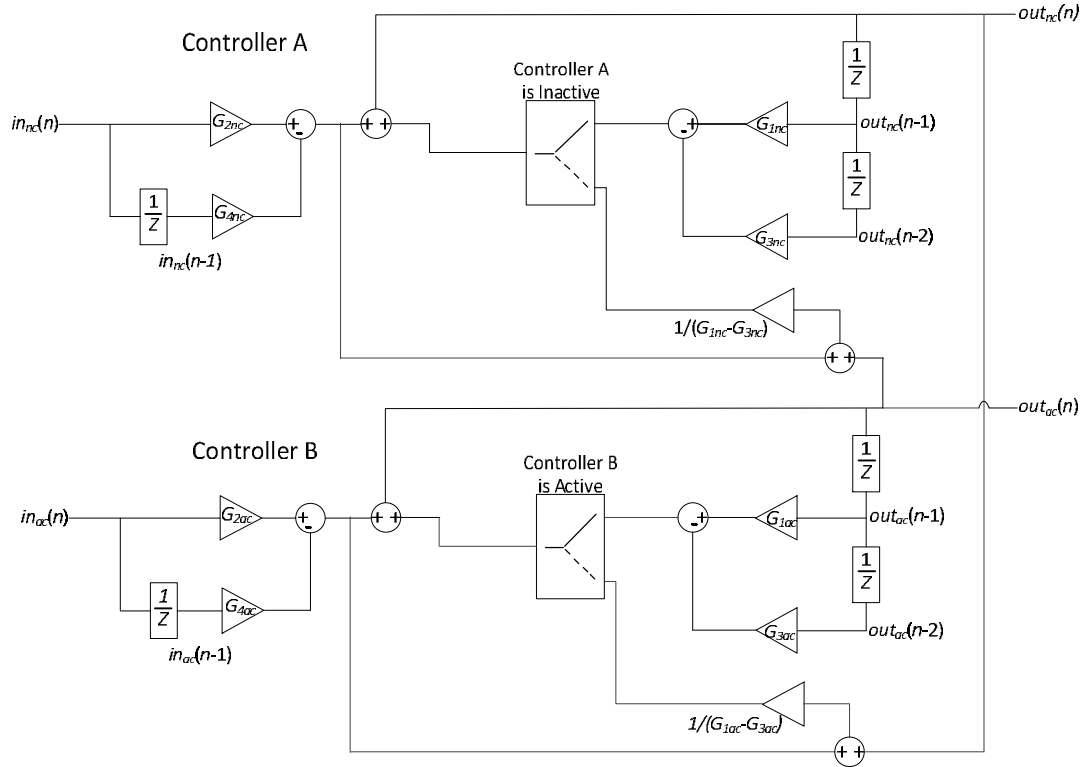 out_nc(n)
Controller A
Controller A
is Inactive
1/Z
in_nc(n)
G_2nc
+ -
+ +
- +
G_1nc
out_nc(n-1)
1/Z
1/Z
G_4nc
G_3nc
out_nc(n-2)
in_nc(n-1)
1/(G_1nc-G_3nc)
+ +
out_ac(n)
Controller B
Controller B
is Active
1/Z
in_ac(n)
G_2ac
+ -
+ +
- +
G_1ac
out_ac(n-1)
1/Z
1/Z
G_4ac
G_3ac
out_ac(n-2)
in_ac(n-1)
1/(G_1ac-G_3ac)
+ +